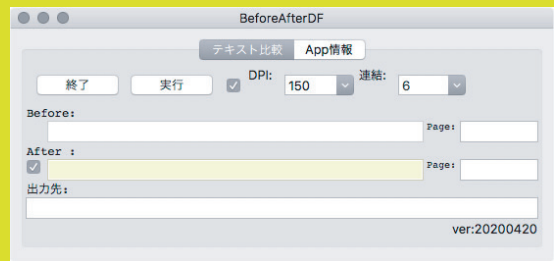 BeforeAfterDF
テキスト比較 App情報
終了 実行 DPI: 150 連結: 6
Before:
Page:
After :
Page:
出力先:
ver:20200420